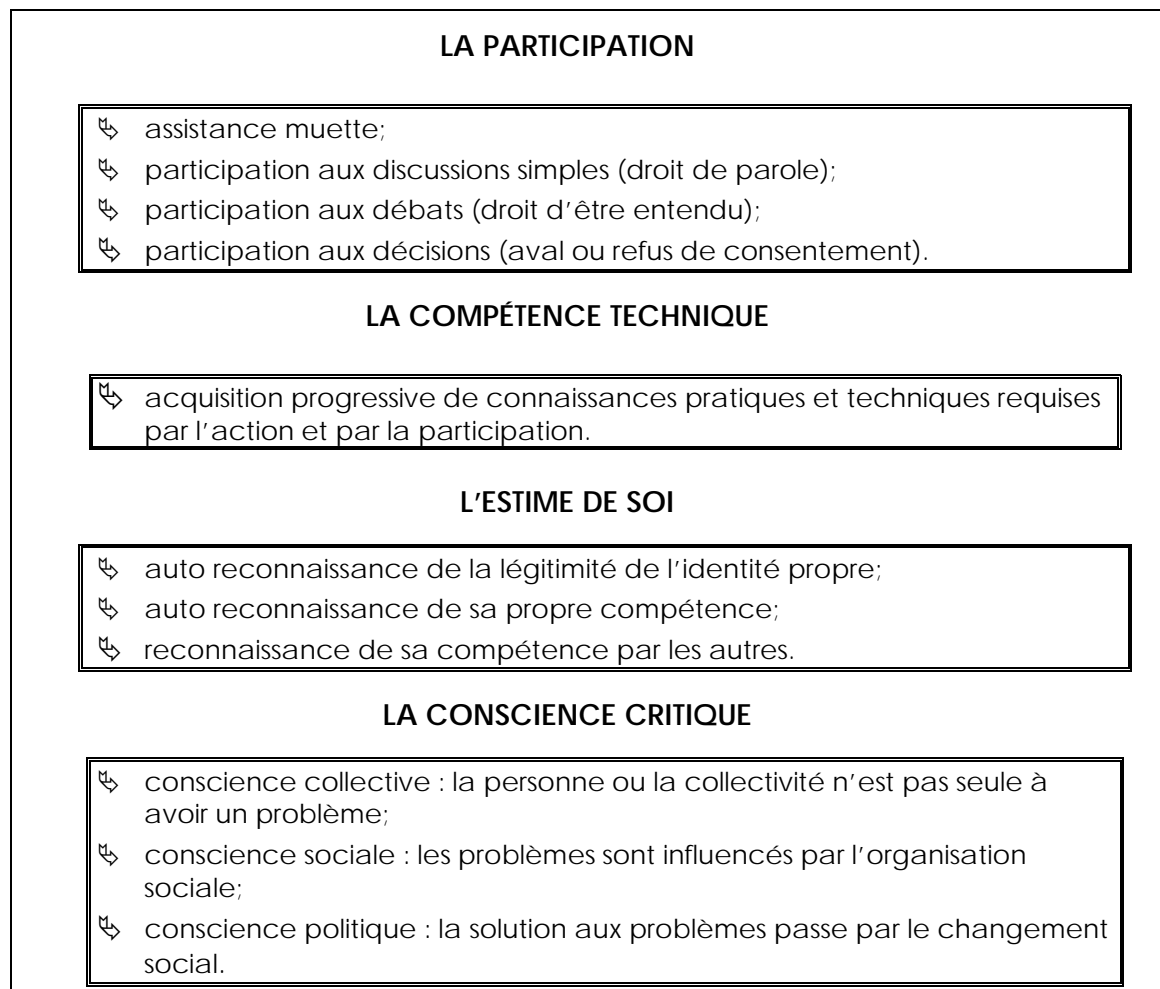 LA PARTICIPATION
assistance muette;
participation aux discussions simples (droit de parole);
participation aux débats (droit d'être entendu);
participation aux décisions (aval ou refus de consentement).
LA COMPÉTENCE TECHNIQUE
acquisition progressive de connaissances pratiques et techniques requises
par l'action et par la participation.
L'ESTIME DE SOI
auto reconnaissance de la légitimité de l'identité propre;
auto reconnaissance de sa propre compétence;
reconnaissance de sa compétence par les autres.
LA CONSCIENCE CRITIQUE
conscience collective : la personne ou la collectivité n'est pas seule à
avoir un problème;
conscience sociale : les problèmes sont influencés par l'organisation
sociale;
conscience politique : la solution aux problèmes passe par le changement
social.